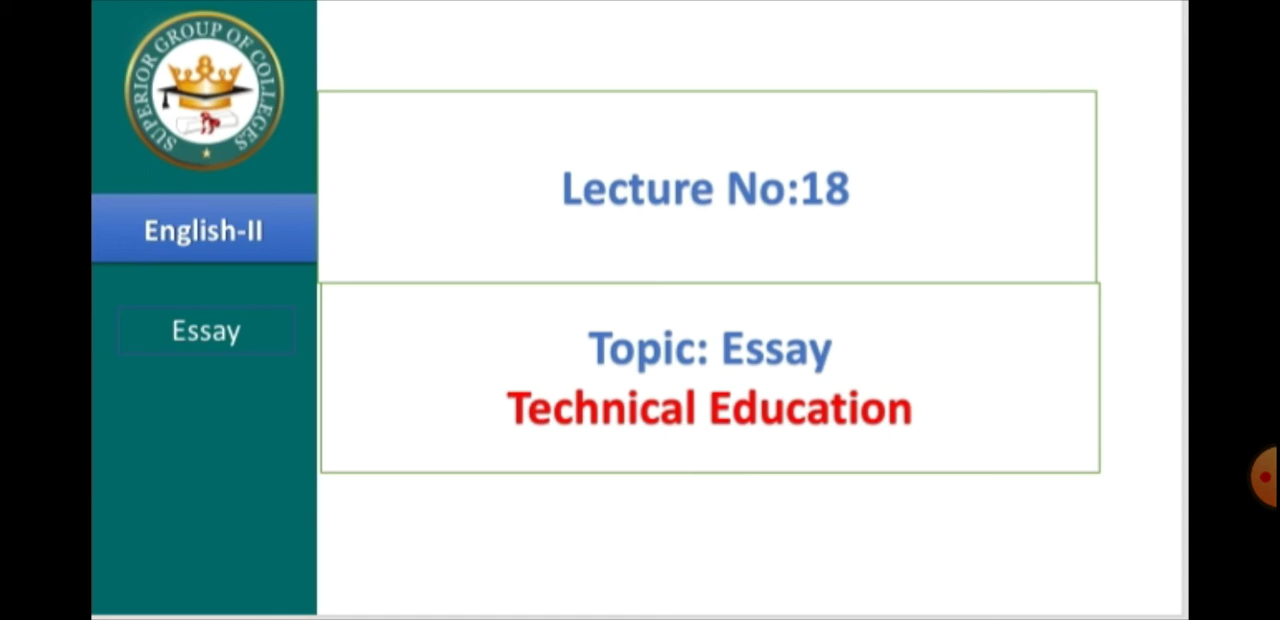 SUPERIOR GROUP OF COLLEGES
English-II
Essay
Lecture No:18
Topic: Essay
Technical Education